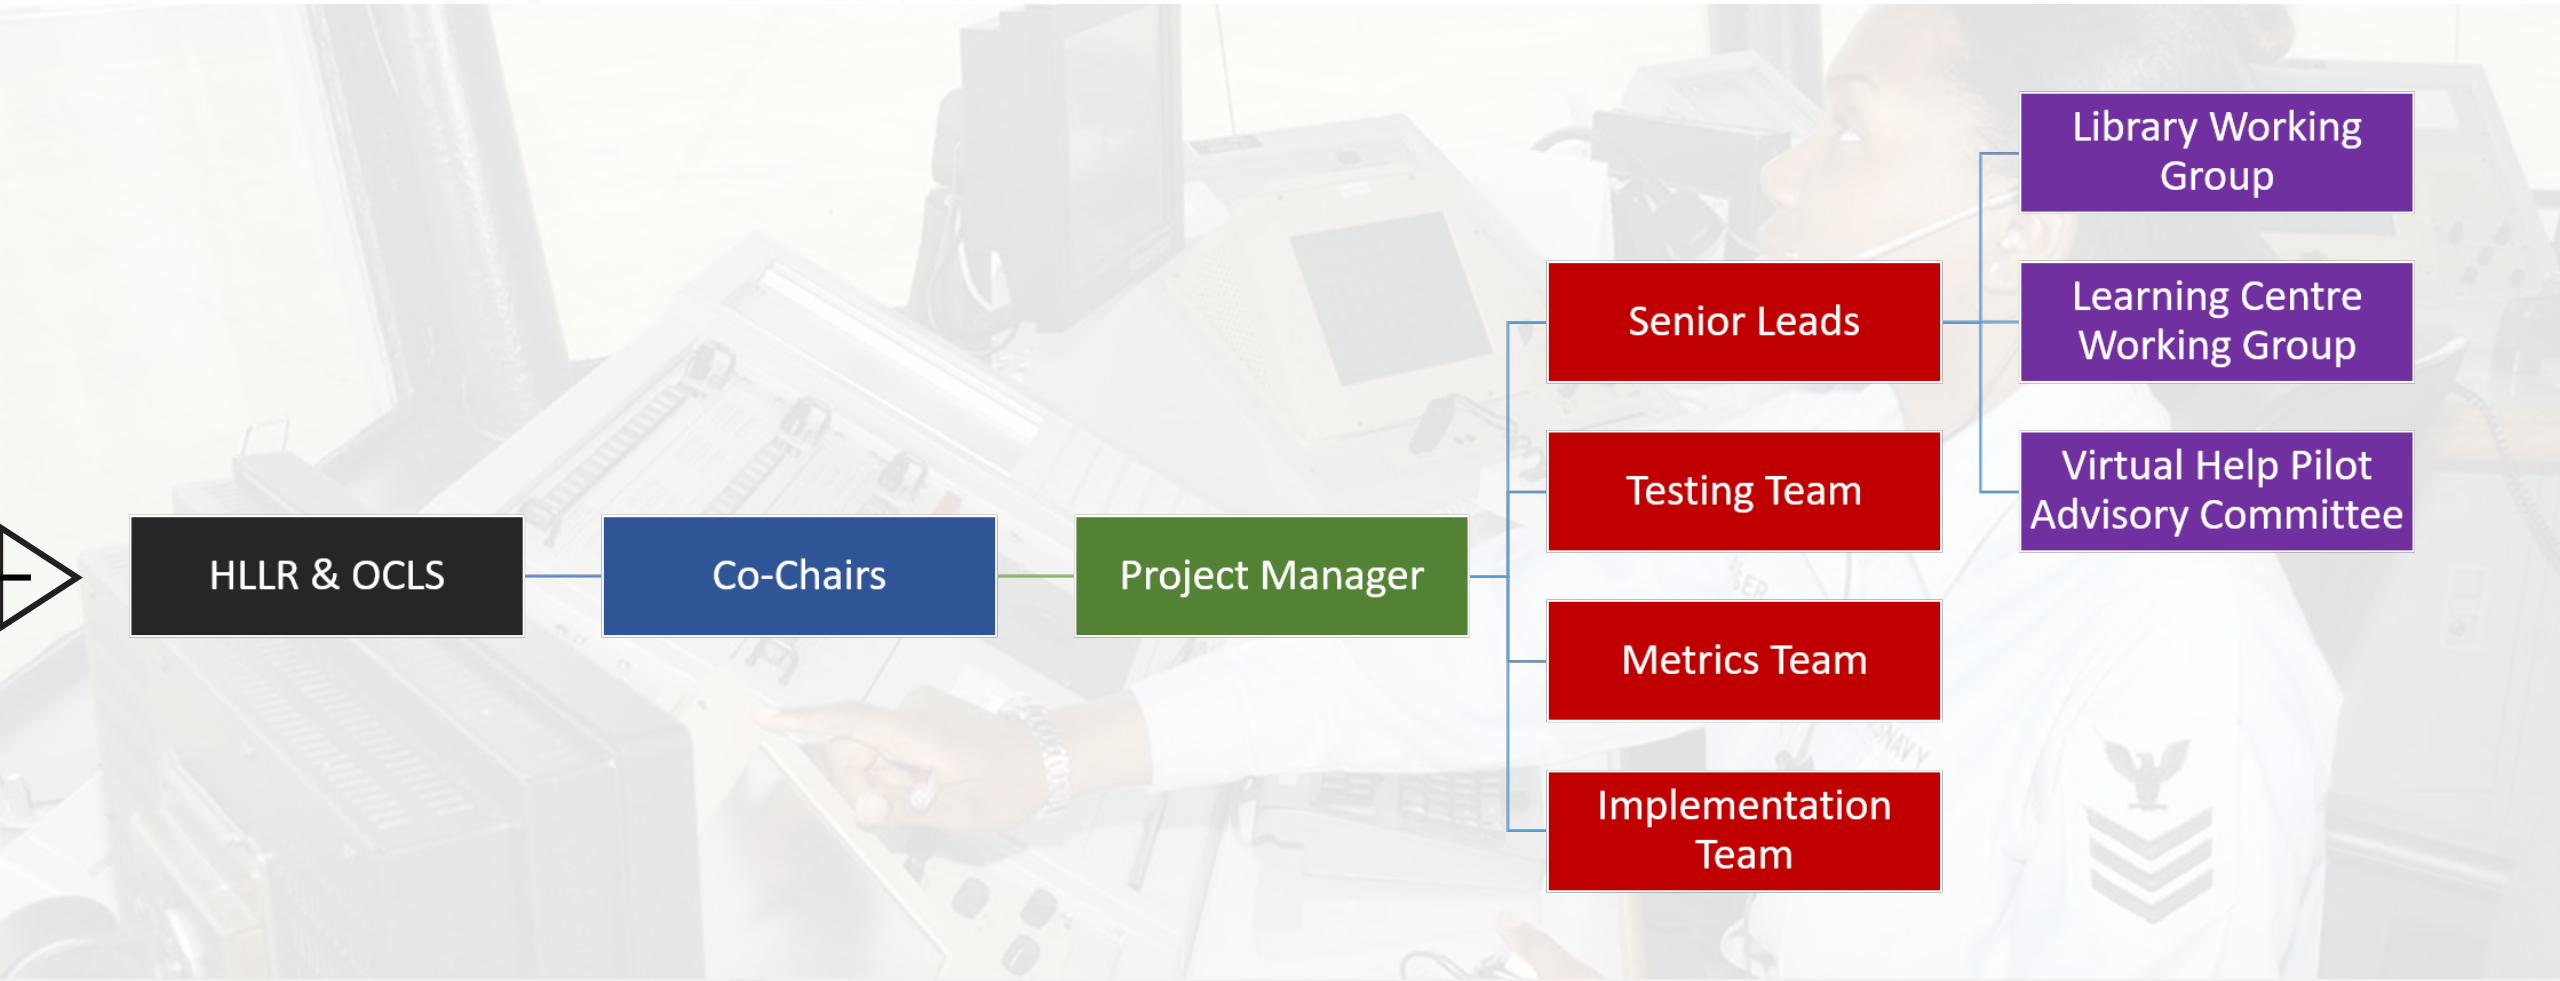 HLLR & OCLS
Co-Chairs
Project Manager
Senior Leads
Testing Team
Metrics Team
Implementation
Team
Library Working
Group
Learning Centre
Working Group
Virtual Help Pilot
Advisory Committee